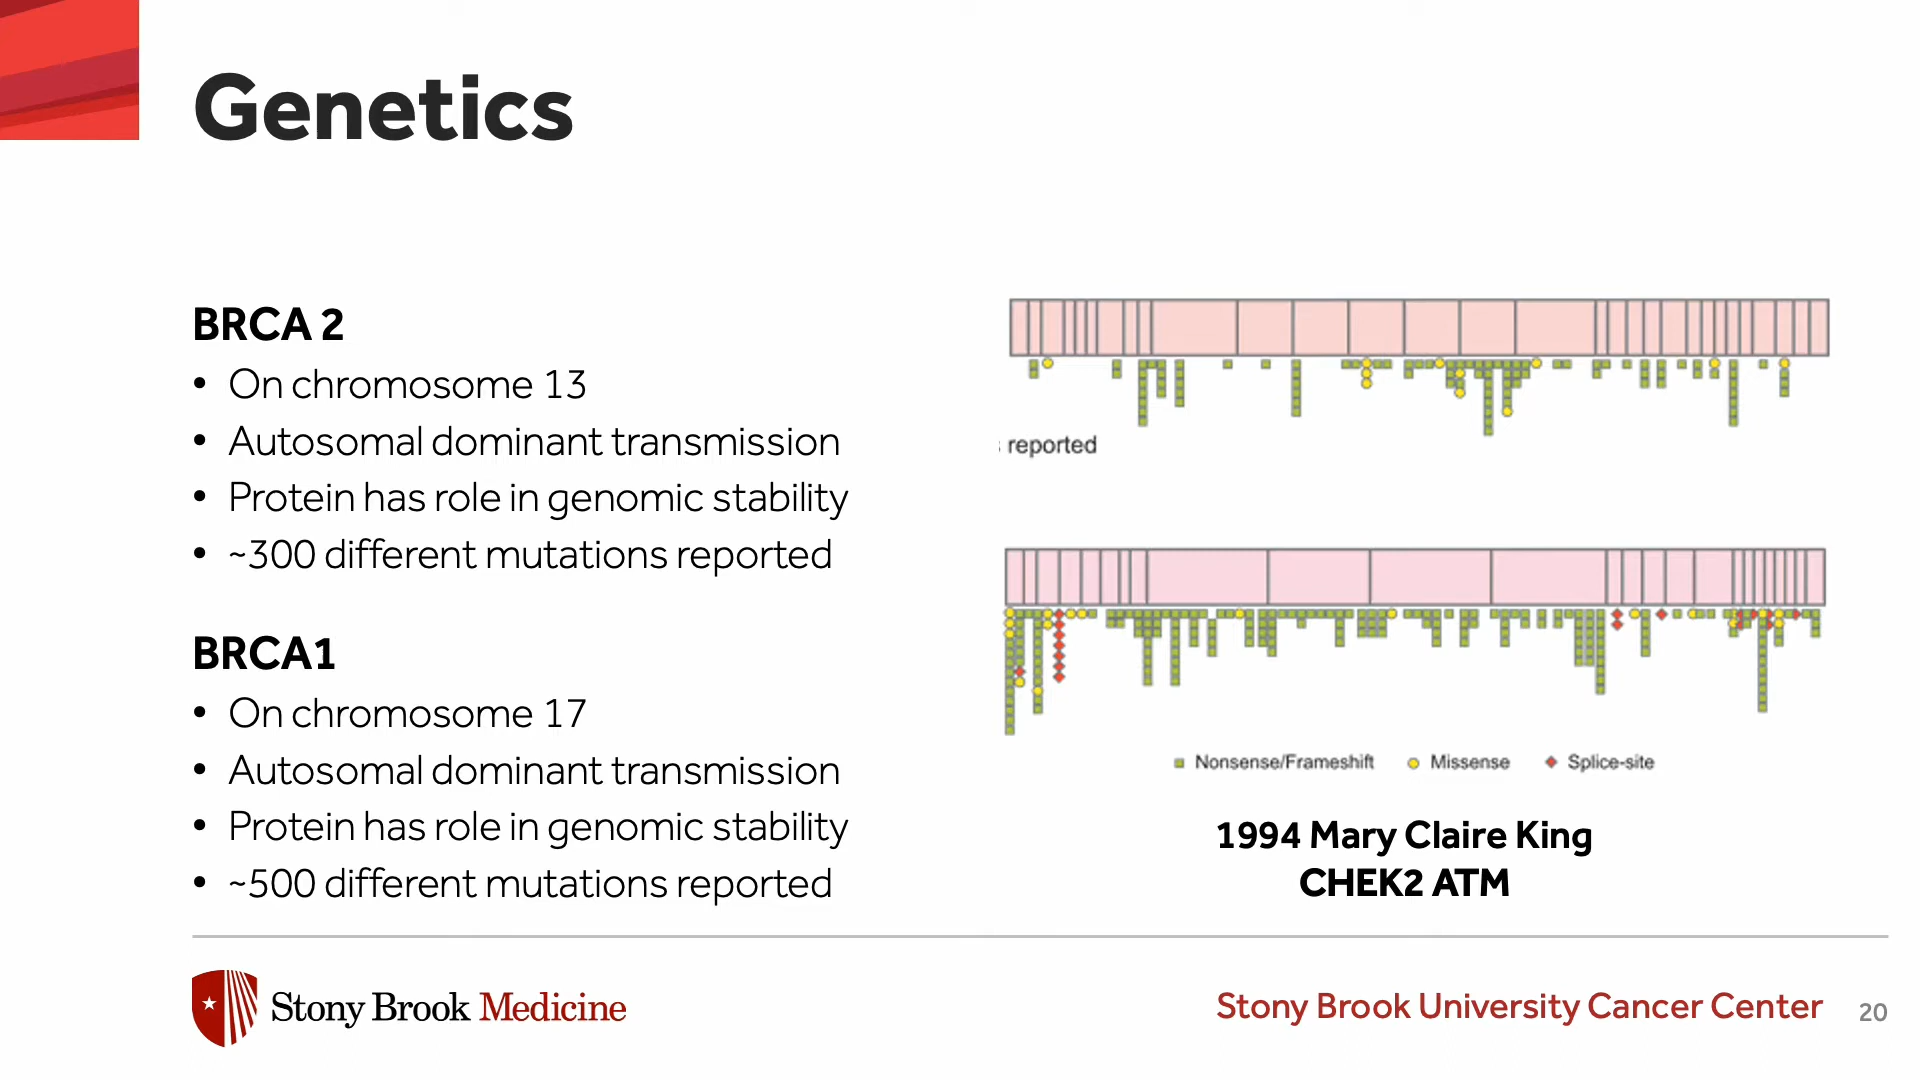 Genetics
BRCA 2
• On chromosome 13
• Autosomal dominant transmission
• Protein has role in genomic stability
• ~300 different mutations reported
BRCA1
• On chromosome 17
• Autosomal dominant transmission
• Protein has role in genomic stability
• ~500 different mutations reported
reported
Nonsense/Frameshift Missense Splice-site
1994 Mary Claire King
CHEK2 ATM
Stony Brook Medicine
Stony Brook University Cancer Center 20